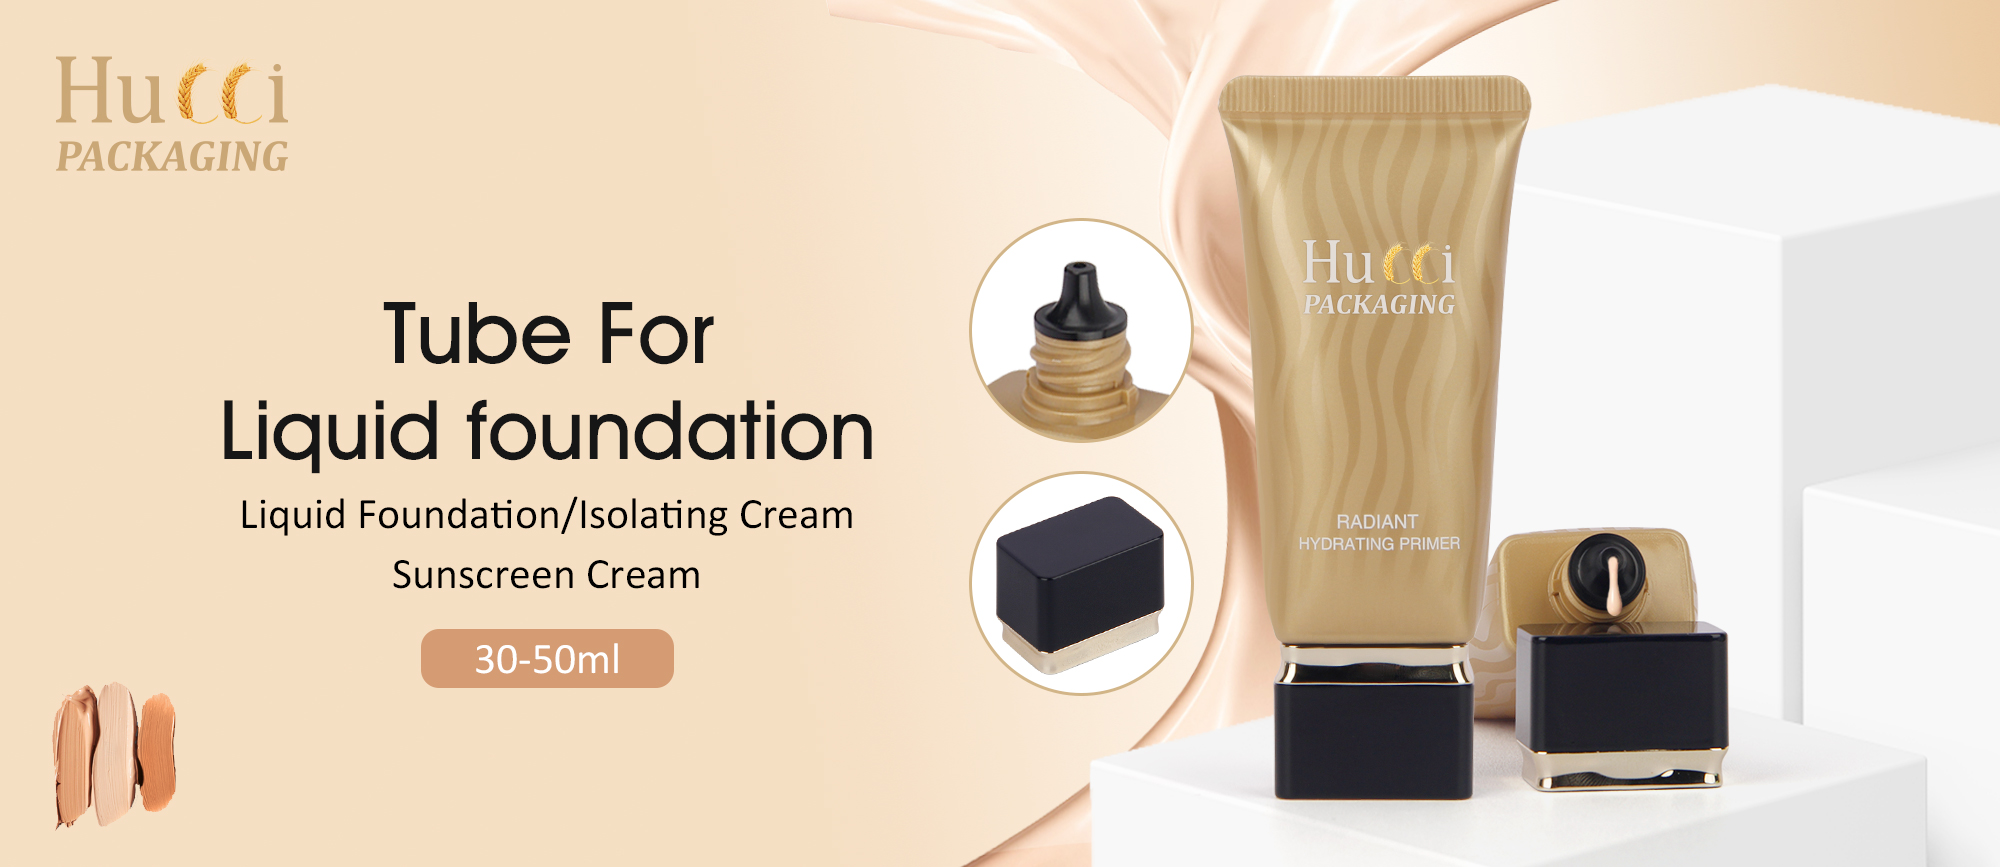 Hucci
PACKAGING
Tube For
Liquid foundation
Liquid Foundation/Isolating Cream
Sunscreen Cream
30-50ml
Hucci
PACKAGING
RADIANT
HYDRATING PRIMER